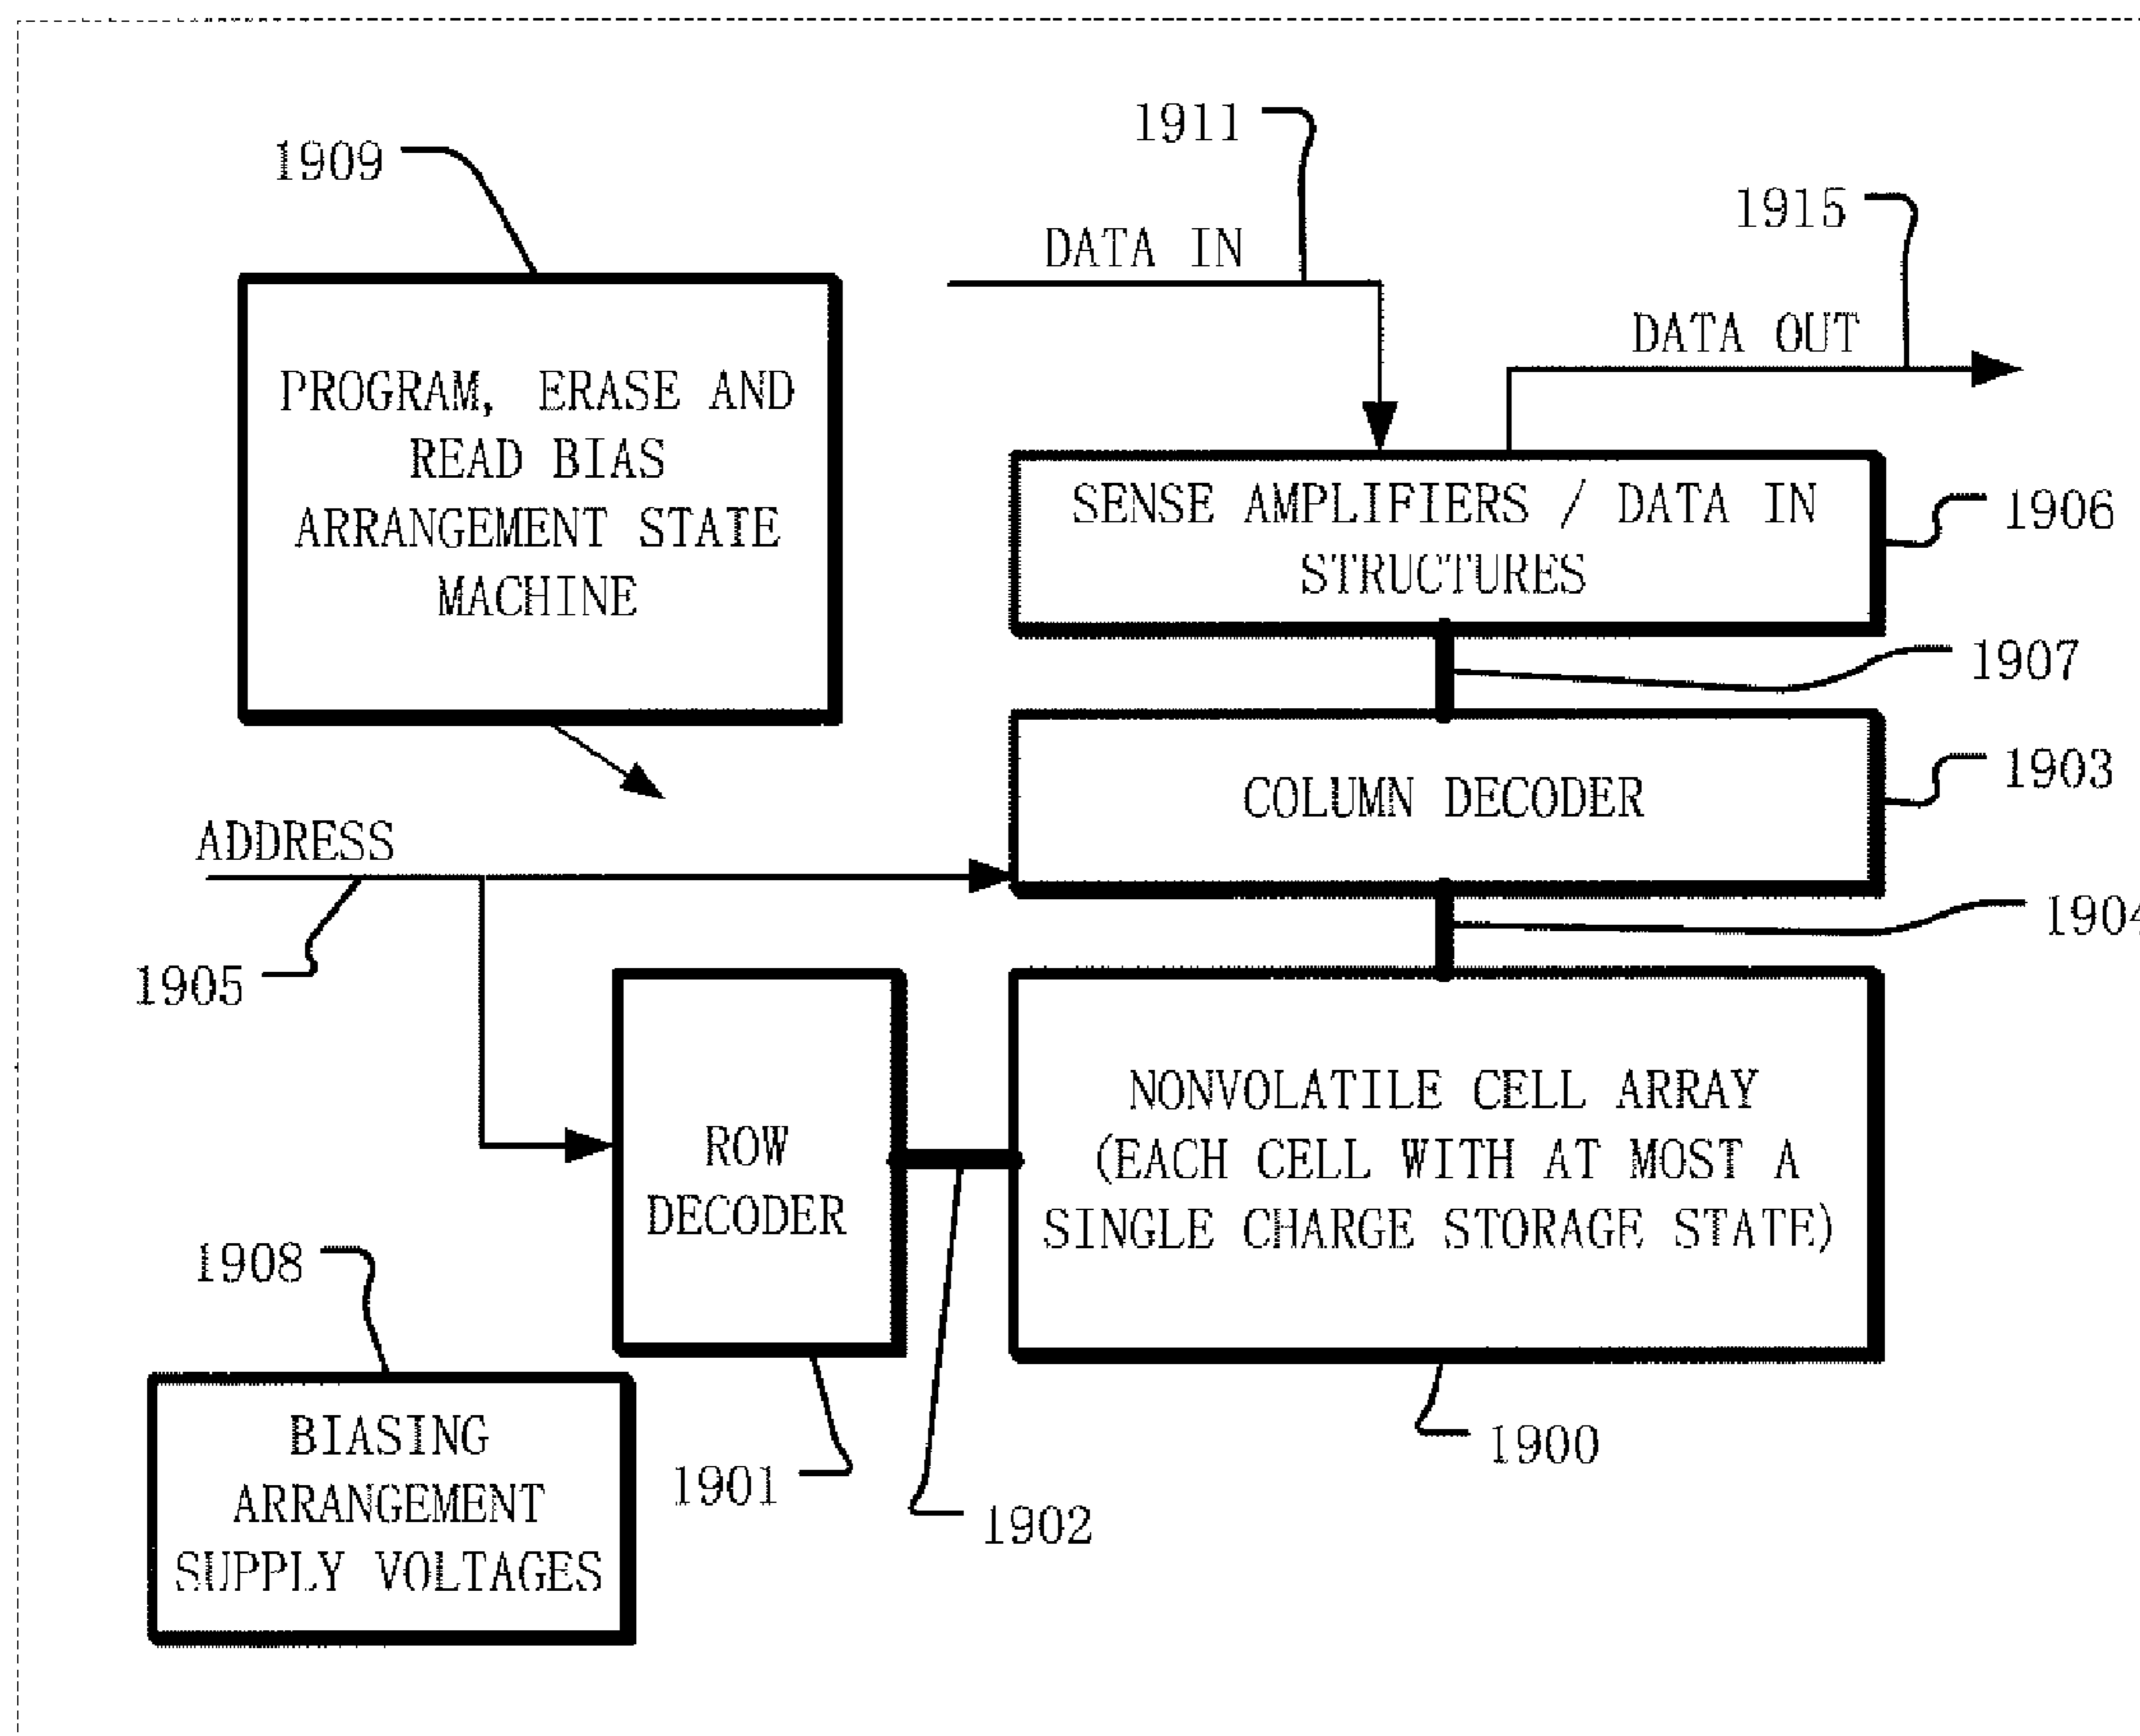 1911
1909
1915
DATA IN
DATA OUT
PROGRAM, ERASE AND
READ BIAS
ARRANGEMENT STATE
MACHINE
SENSE AMPLIFIERS / DATA IN
STRUCTURES
1906
1907
COLUMN DECODER
1903
ADDRESS
1904
1905
NONVOLATILE CELL ARRAY
(EACH CELL WITH AT MOST A
SINGLE CHARGE STORAGE STATE)
ROW
DECODER
1908
1900
1901
1902
BIASING
ARRANGEMENT
SUPPLY VOLTAGES